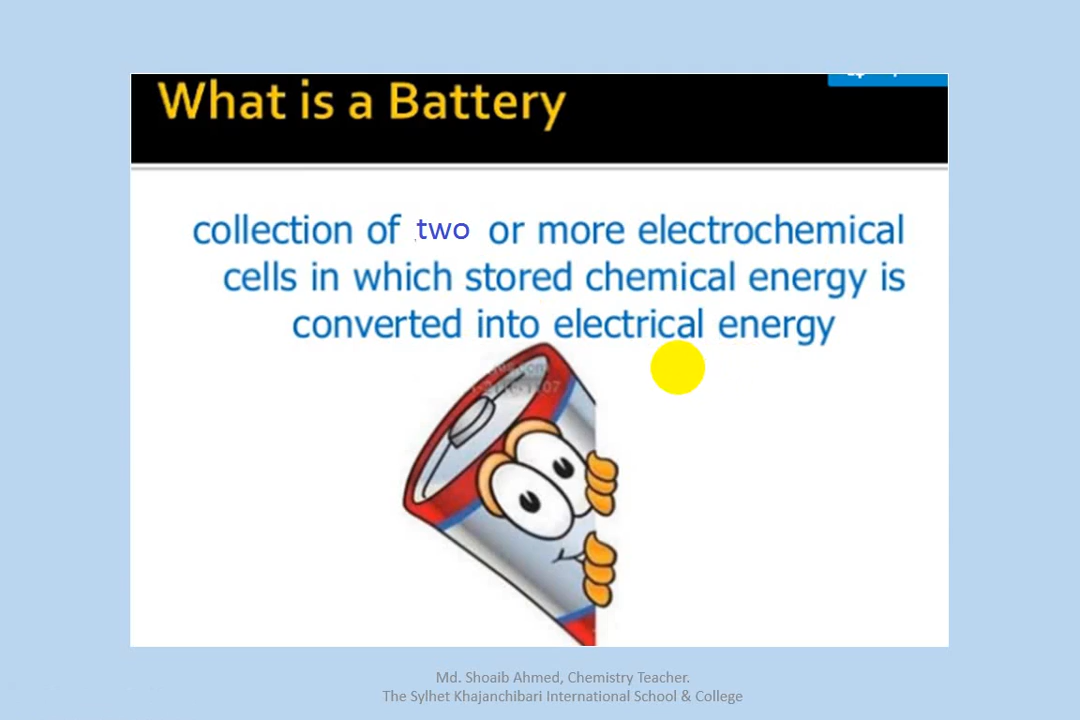 What is a Battery
collection of two or more electrochemical
cells in which stored chemical energy is
converted into electrical energy
Md. Shoaib Ahmed, Chemistry Teacher.
The Sylhet Khajanchibari International School & College